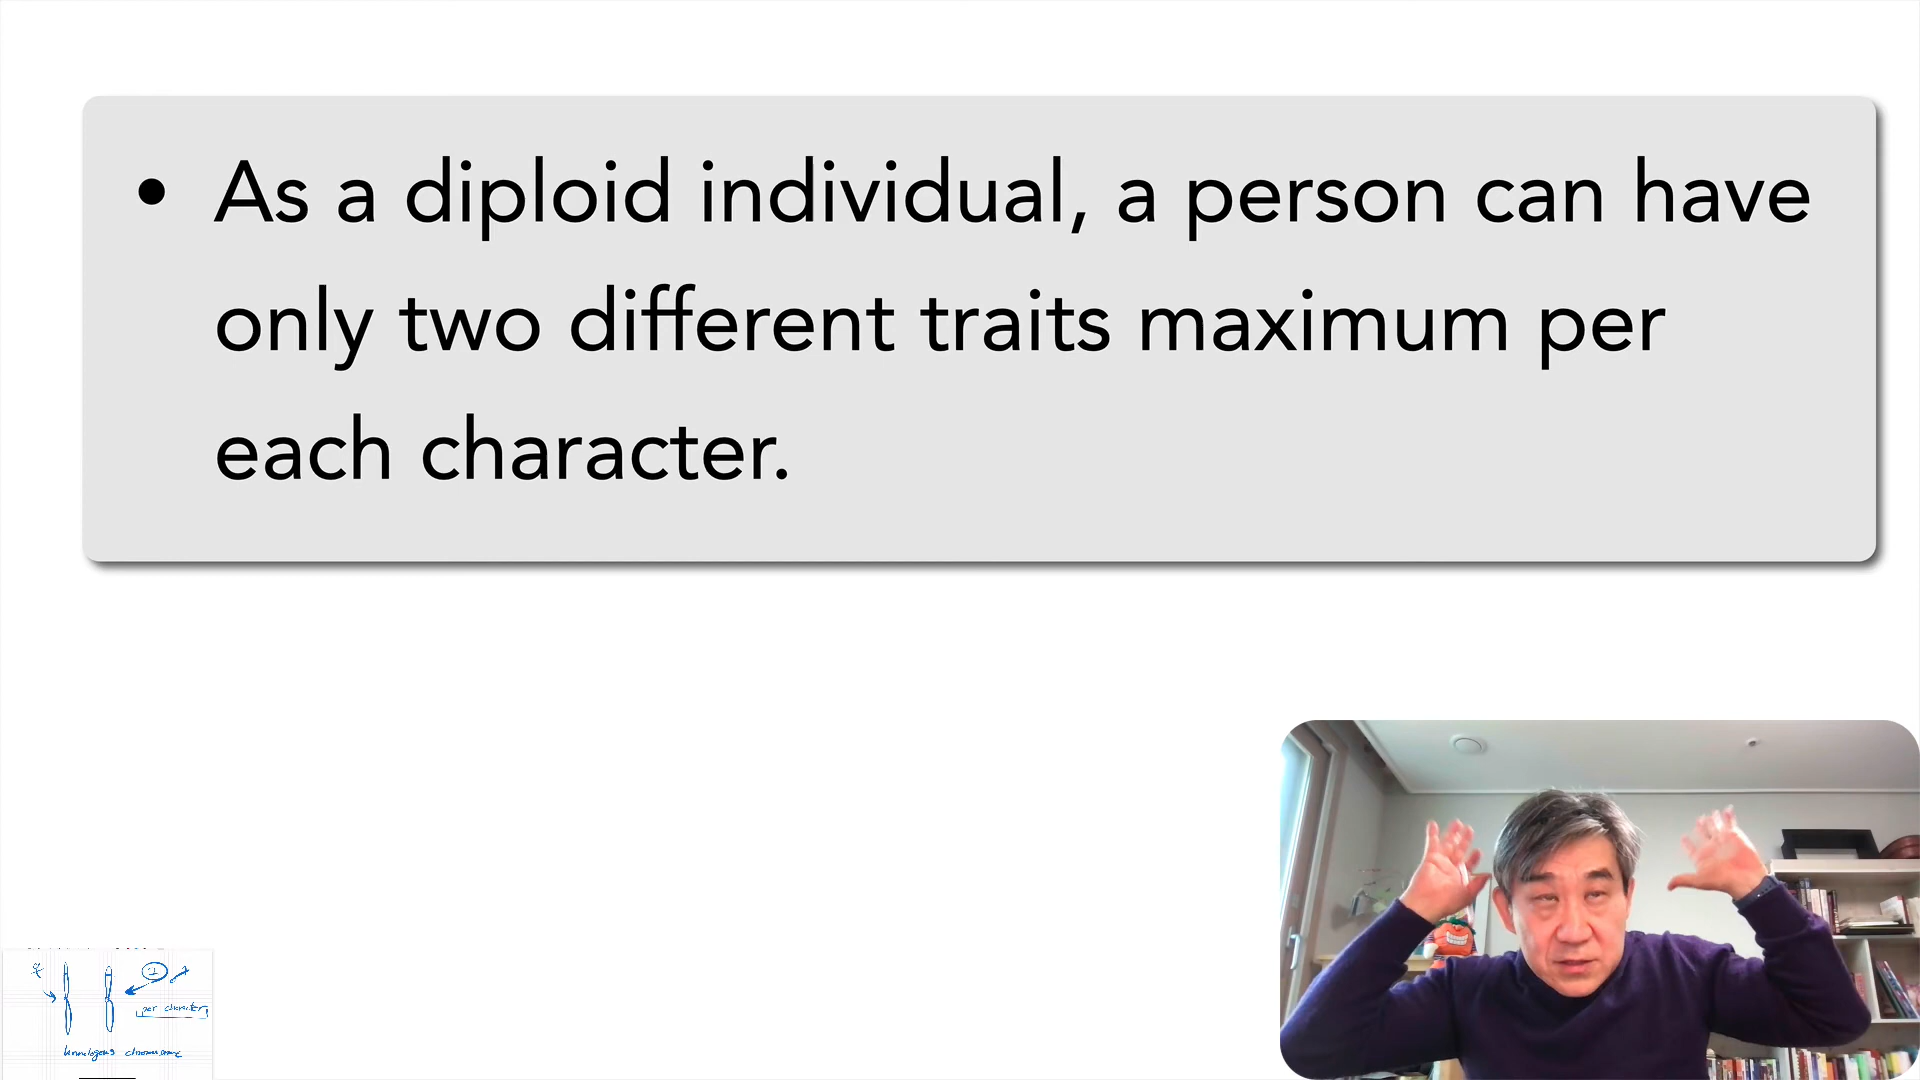 • As a diploid individual, a person can have
only two different traits maximum per
each character.
per character
homologous chromosome